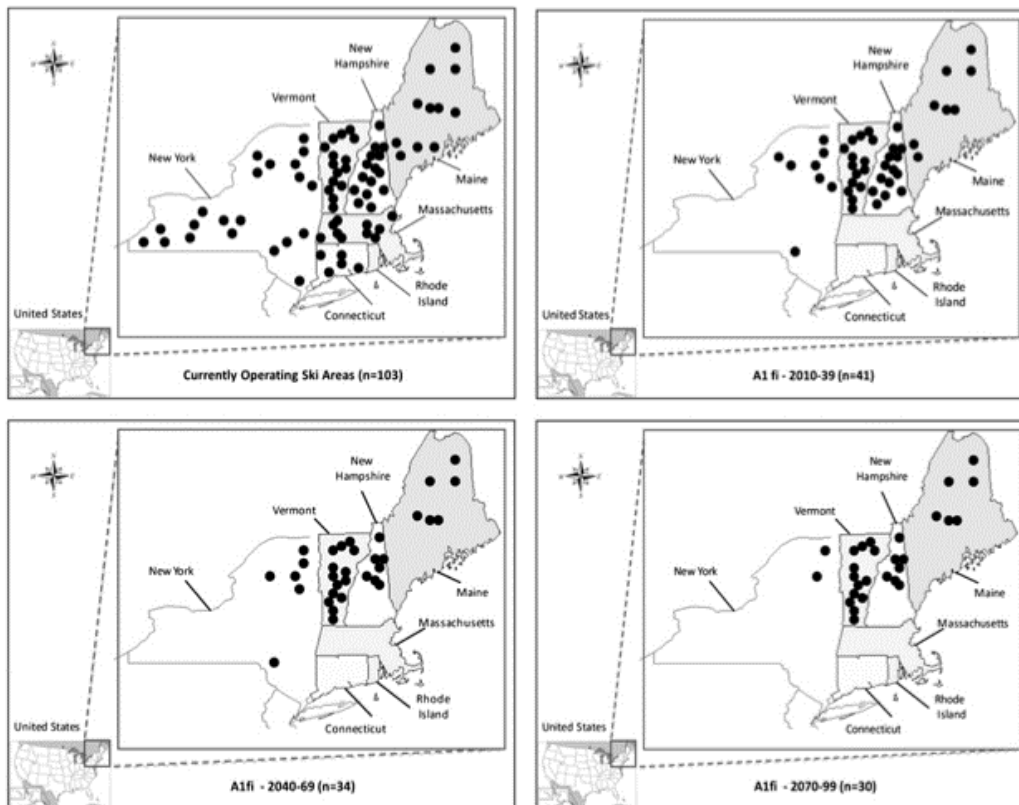 New
Hampshire
Vermont
New York
Maine
Massachusetts
Rhode
Island
Connecticut
United States
Currently Operating Ski Areas (n=103)
New
Hampshire
Vermont
New York
Maine
Massachusetts
Rhode
Island
Connecticut
United States
A1 fi - 2010-39 (n=41)
New
Hampshire
Vermont
New York
Maine
Massachusetts
Rhode
Island
Connecticut
United States
A1fi - 2040-69 (n=34)
New
Hampshire
Vermont
New York
Maine
Massachusetts
Rhode
Island
Connecticut
United States
A1fi - 2070-99 (n=30)